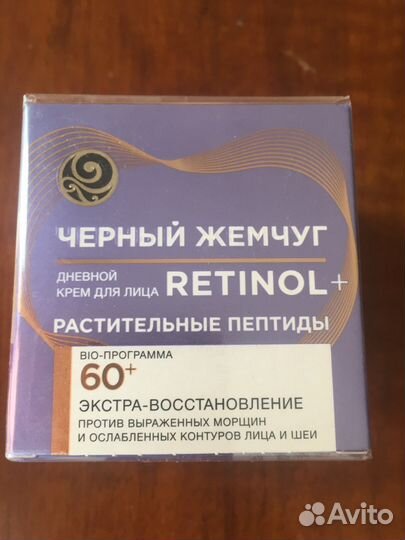 ЧЕРНЫЙ ЖЕМЧУГ
ДНЕВНОЙ
КРЕМ ДЛЯ ЛИЦА RETINOL+
РАСТИТЕЛЬНЫЕ ПЕПТИДЫ
BIO-ПРОГРАММА
60+
ЭКСТРА-ВОССТАНОВЛЕНИЕ
ПРОТИВ ВЫРАЖЕННЫХ МОРЩИН
И ОСЛАБЛЕННЫХ КОНТУРОВ ЛИЦА И ШЕИ
Avito